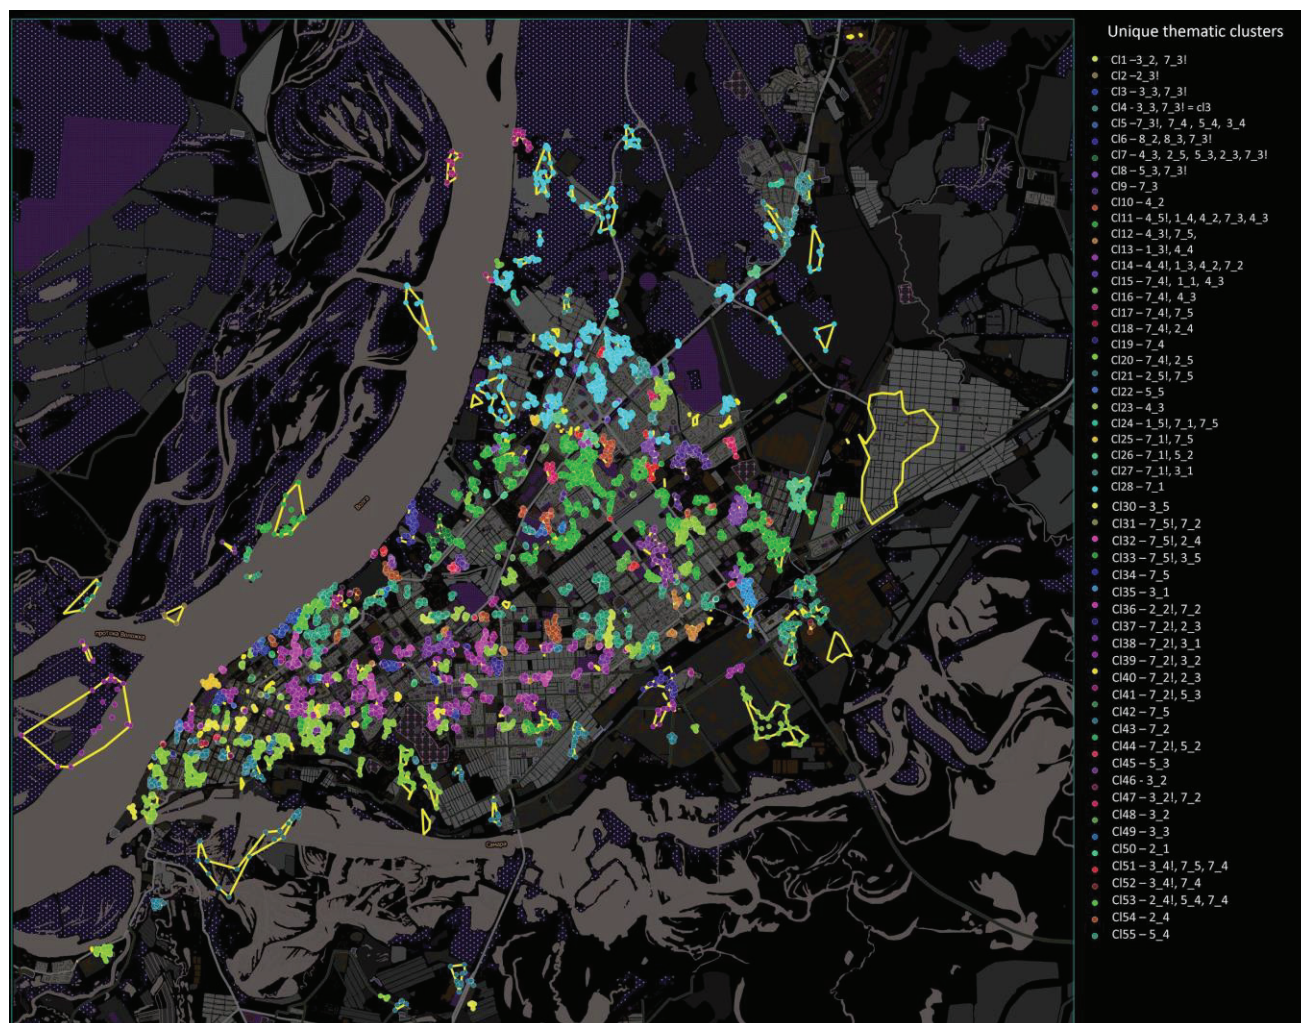 Unique thematic clusters
Cl1 –3_2, 7_3!
Cl2 –2_3!
Cl3 – 3_3, 7_3!
Cl4 - 3_3, 7_3! = cl3
Cl5 –7_3!, 7_4 , 5_4, 3_4
Cl6 – 8_2, 8_3, 7_3!
Cl7 – 4_3, 2_5, 5_3, 2_3, 7_3!
Cl8 – 5_3, 7_3!
Cl9 – 7_3
Cl10 – 4_2
Cl11 – 4_5!, 1_4, 4_2, 7_3, 4_3
Cl12 – 4_3!, 7_5,
Cl13 – 1_3!, 4_4
Cl14 – 4_4!, 1_3, 4_2, 7_2
Cl15 – 7_4!, 1_1, 4_3
Cl16 – 7_4!, 4_3
Cl17 – 7_4!, 7_5
Cl18 – 7_4!, 2_4
Cl19 – 7_4
Cl20 – 7_4!, 2_5
Cl21 – 2_5!, 7_5
Cl22 – 5_5
Cl23 – 4_3
Cl24 – 1_5!, 7_1, 7_5
Cl25 – 7_1!, 7_5
Cl26 – 7_1!, 5_2
Cl27 – 7_1!, 3_1
Cl28 – 7_1
Cl30 – 3_5
Cl31 – 7_5!, 7_2
Cl32 – 7_5!, 2_4
Cl33 – 7_5!, 3_5
Cl34 – 7_5
Cl35 – 3_1
Cl36 – 2_2!, 7_2
Cl37 – 7_2!, 2_3
Cl38 – 7_2!, 3_1
Cl39 – 7_2!, 3_2
Cl40 – 7_2!, 2_3
Cl41 – 7_2!, 5_3
Cl42 – 7_5
Cl43 – 7_2
Cl44 – 7_2!, 5_2
Cl45 – 5_3
Cl46 - 3_2
Cl47 – 3_2!, 7_2
Cl48 – 3_2
Cl49 – 3_3
Cl50 – 2_1
Cl51 – 3_4!, 7_5, 7_4
Cl52 – 3_4!, 7_4
Cl53 – 2_4!, 5_4, 7_4
Cl54 – 2_4
Cl55 – 5_4
Волга
протока Воложка
Самара